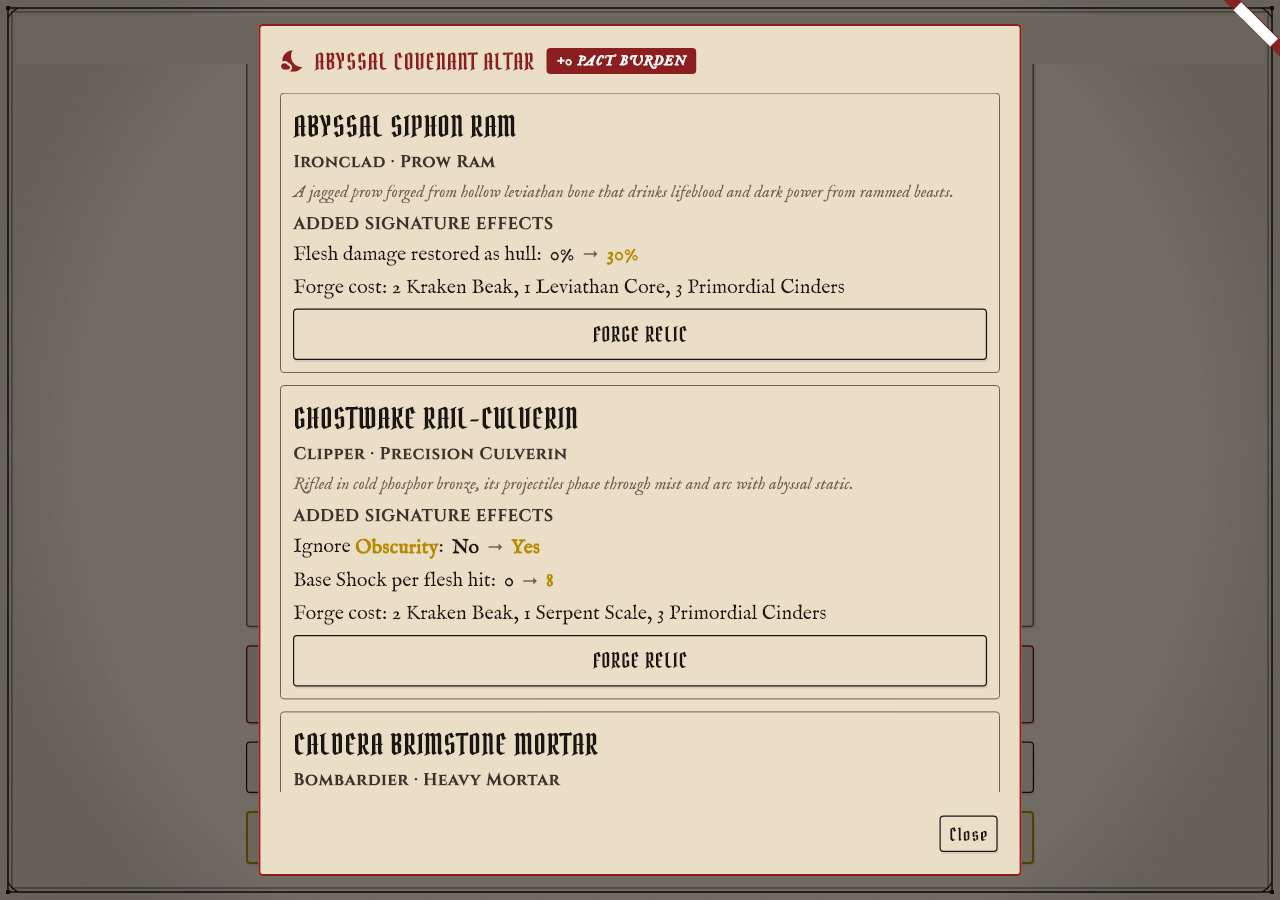 ABYSSAL COVENANT ALTAR +0 PACT BURDEN
ABYSSAL SIPHON RAM
Ironclad · Prow Ram
A jagged prow forged from hollow leviathan bone that drinks lifeblood and dark power from rammed beasts.
ADDED SIGNATURE EFFECTS
Flesh damage restored as hull: 0% → 30%
Forge cost: 2 Kraken Beak, 1 Leviathan Core, 3 Primordial Cinders
FORGE RELIC
GHOSTWAKE RAIL-CULVERIN
Clipper · Precision Culverin
Rifled in cold phosphor bronze, its projectiles phase through mist and arc with abyssal static.
ADDED SIGNATURE EFFECTS
Ignore Obscurity: No → Yes
Base Shock per flesh hit: 0 → 8
Forge cost: 2 Kraken Beak, 1 Serpent Scale, 3 Primordial Cinders
FORGE RELIC
CALDERA BRIMSTONE MORTAR
Bombardier · Heavy Mortar
Close